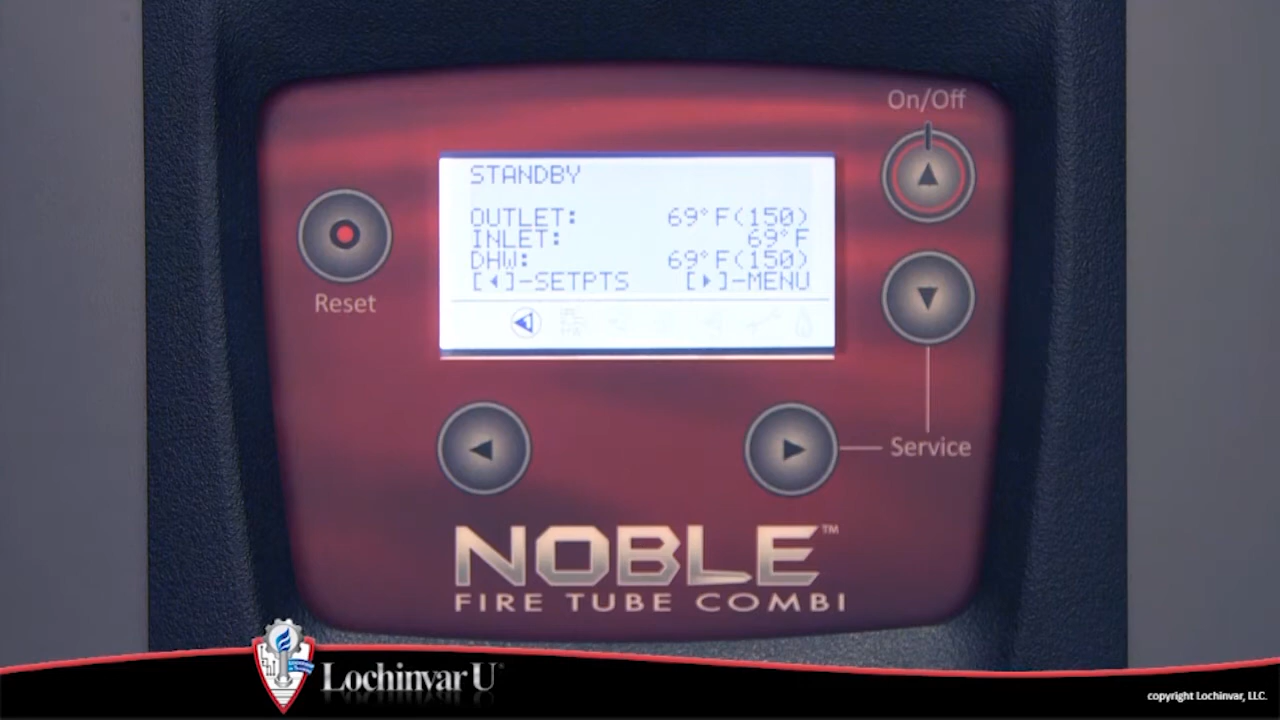 On/Off
STANDBY
OUTLET: 69°F(150)
INLET: 69°F
DHW: 69°F(150)
[◂]-SETPTS [▸]-MENU
Reset
Service
NOBLE™
FIRE TUBE COMBI
Lochinvar U
copyright Lochinvar, LLC.